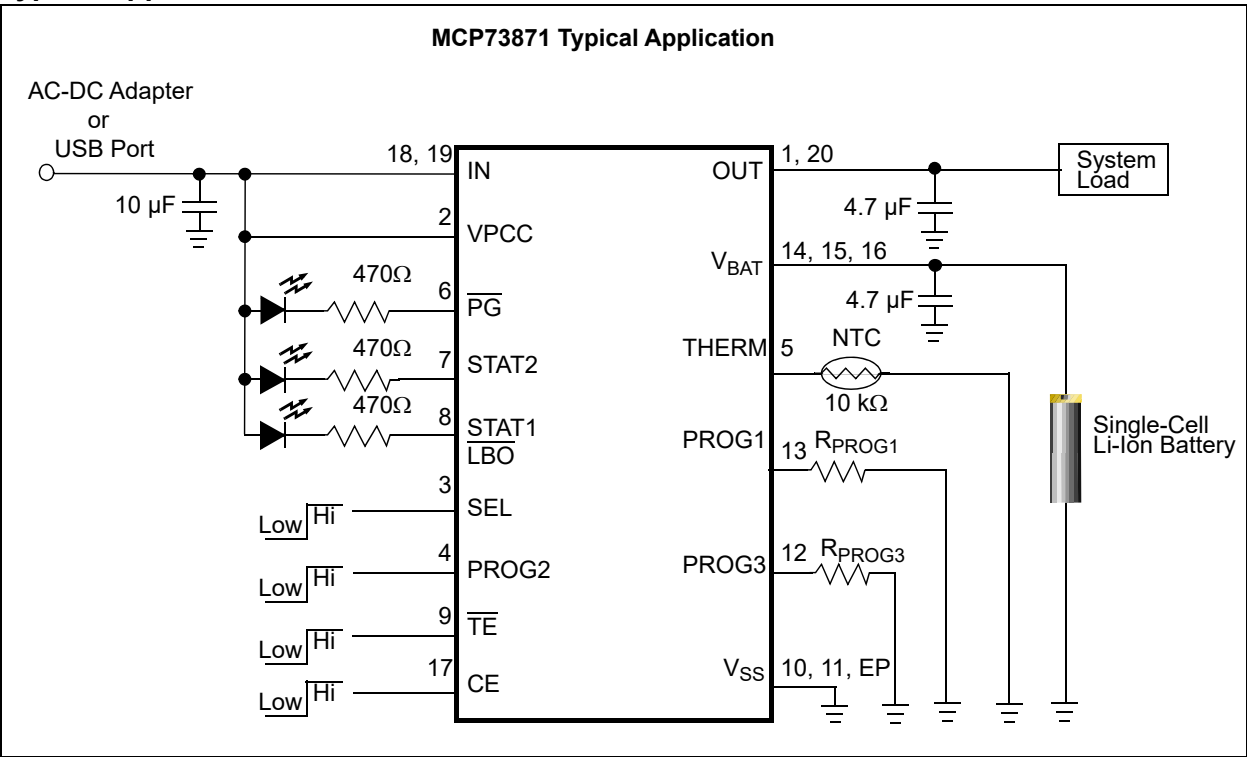 MCP73871 Typical Application
AC-DC Adapter
or
USB Port
10 µF
18, 19
IN
2
VPCC
470Ω
6
PG
470Ω
7
STAT2
470Ω
8
STAT1
LBO
3
SEL
Low Hi
4
PROG2
Low Hi
9
TE
Low Hi
17
CE
Low Hi
OUT
1, 20
System
Load
4.7 µF
VBAT
14, 15, 16
4.7 µF
THERM
5
NTC
10 kΩ
Single-Cell
Li-Ion Battery
PROG1
13
RPROG1
PROG3
12
RPROG3
VSS
10, 11, EP